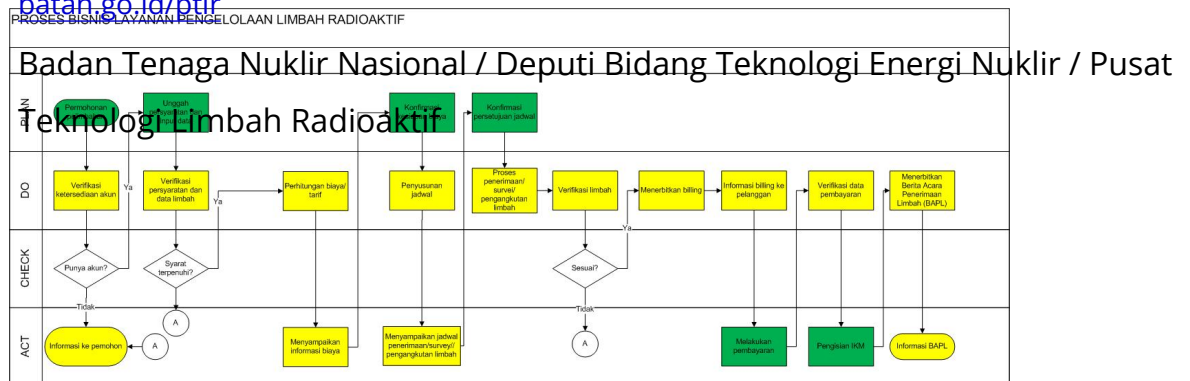 batan.go.id/ptlr
PROSES BISNIS LAYANAN PENGELOLAAN LIMBAH RADIOAKTIF
Badan Tenaga Nuklir Nasional / Deputi Bidang Teknologi Energi Nuklir / Pusat
Teknologi Limbah Radioaktif
PLAN
Permohonan
Unggah
persyaratan dan
input data
Konfirmasi
biaya
Konfirmasi
persetujuan jadwal
DO
Verifikasi
ketersediaan akun
Ya
Verifikasi
persyaratan dan
data limbah
Ya
Perhitungan biaya/
tarif
Penyusunan
jadwal
Proses
penerimaan/
survei/
pengangkutan
limbah
Verifikasi limbah
Menerbitkan billing
Informasi billing ke
pelanggan
Verifikasi data
pembayaran
Menerbitkan
Berita Acara
Penerimaan
Limbah (BAPL)
Ya
CHECK
Punya akun?
Syarat
terpenuhi?
Sesuai?
Tidak
Tidak
ACT
Informasi ke pemohon
A
A
Menyampaikan
informasi biaya
Menyampaikan jadwal
penerimaan/survei//
pengangkutan limbah
A
Melakukan
pembayaran
Pengisian IKM
Informasi BAPL